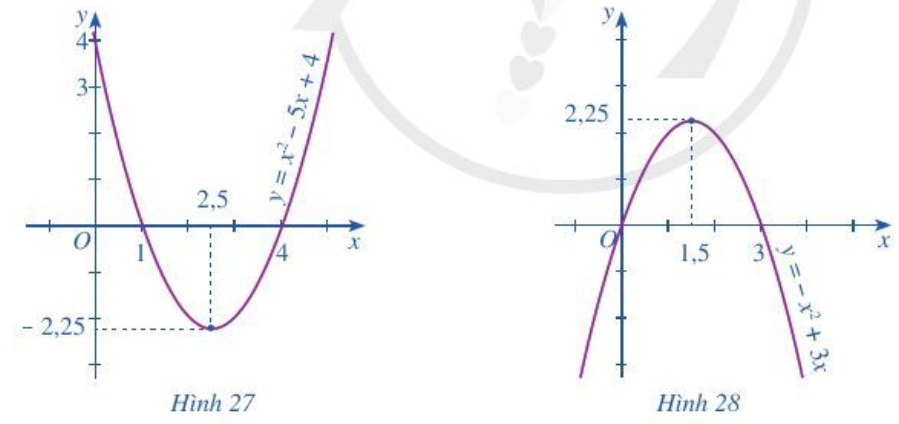 y
4
3
y = x² – 5x + 4
2,5
O
1
4
x
– 2,25
Hình 27
y
2,25
O
1,5
3
x
y = – x² + 3x
Hình 28